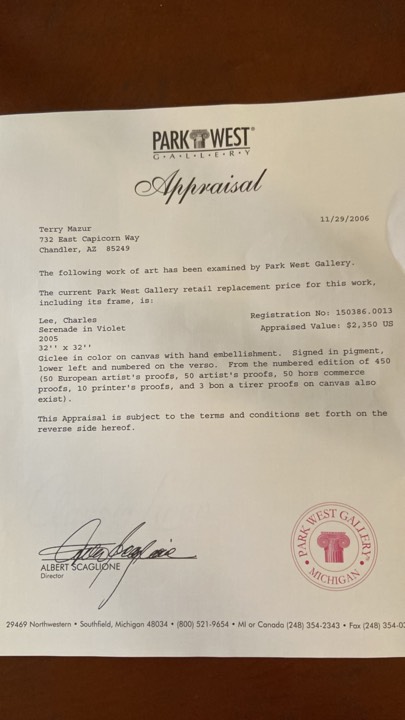 PARK WEST®
G•A•L•L•E•R•Y
Appraisal
11/29/2006
Terry Mazur
732 East Capicorn Way
Chandler, AZ 85249
The following work of art has been examined by Park West Gallery.
The current Park West Gallery retail replacement price for this work,
including its frame, is:
Lee, Charles
Registration No: 150386.0013
Serenade in Violet
Appraised Value: $2,350 US
2005
32'' x 32''
Giclee in color on canvas with hand embellishment. Signed in pigment,
lower left and numbered on the verso. From the numbered edition of 450
(50 European artist's proofs, 50 artist's proofs, 50 hors commerce
proofs, 10 printer's proofs, and 3 bon a tirer proofs on canvas also
exist).
This Appraisal is subject to the terms and conditions set forth on the
reverse side hereof.
ALBERT SCAGLIONE
Director
PARK WEST GALLERY®
• MICHIGAN •
29469 Northwestern • Southfield, Michigan 48034 • (800) 521-9654 • MI or Canada (248) 354-2343 • Fax (248) 354-03